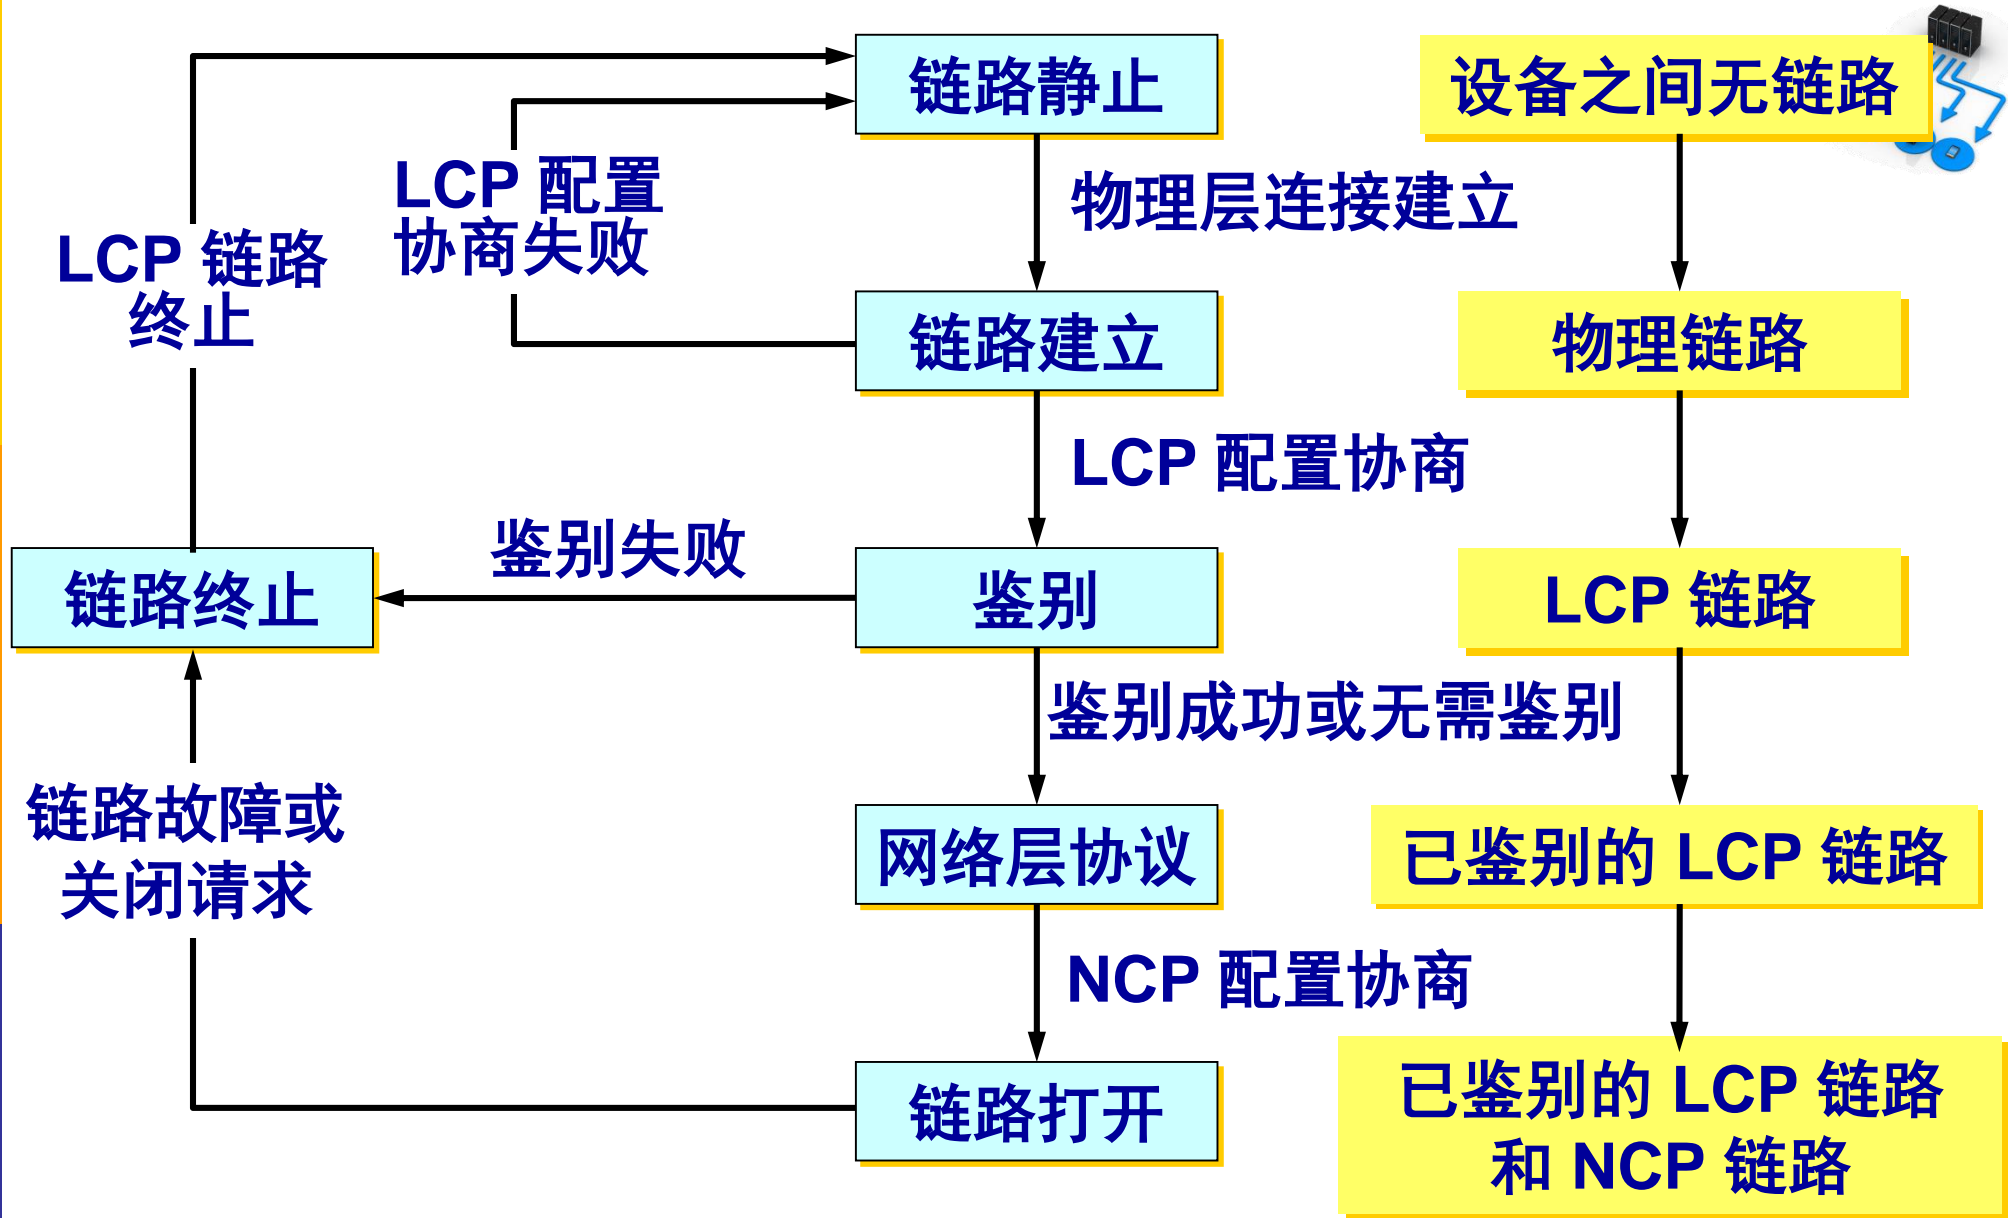 链路静止
设备之间无链路
LCP 配置
协商失败
物理层连接建立
LCP 链路
终止
链路建立
物理链路
LCP 配置协商
鉴别失败
链路终止
鉴别
LCP 链路
鉴别成功或无需鉴别
链路故障或
关闭请求
网络层协议
已鉴别的 LCP 链路
NCP 配置协商
链路打开
已鉴别的 LCP 链路
和 NCP 链路